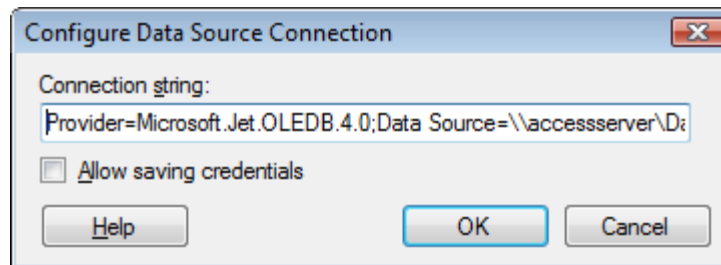 Configure Data Source Connection
Connection string:
Provider=Microsoft.Jet.OLEDB.4.0;Data Source=\\accessserver\Da
Allow saving credentials
Help OK Cancel